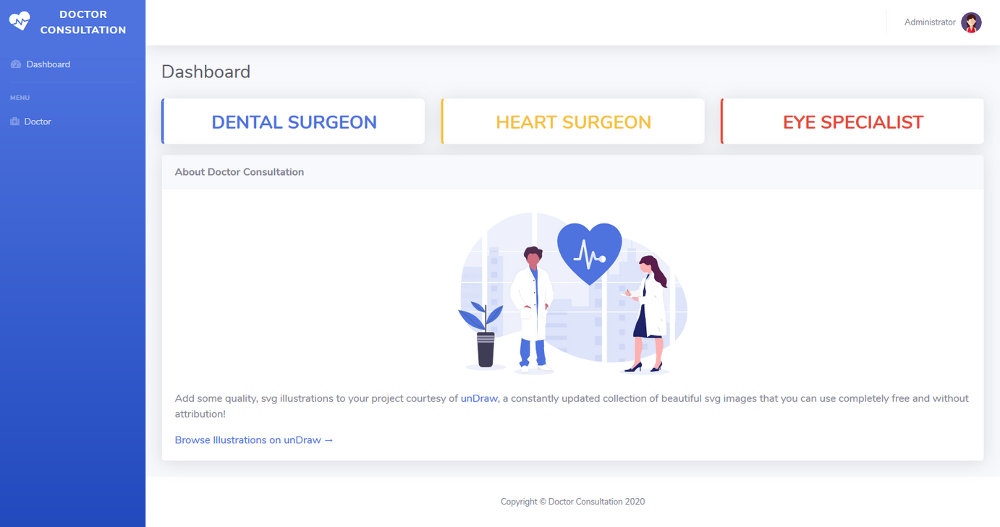 DOCTOR
CONSULTATION
Administrator
Dashboard
MENU
Doctor
Dashboard
DENTAL SURGEON
HEART SURGEON
EYE SPECIALIST
About Doctor Consultation
Add some quality, svg illustrations to your project courtesy of unDraw, a constantly updated collection of beautiful svg images that you can use completely free and without
attribution!
Browse Illustrations on unDraw →
Copyright © Doctor Consultation 2020